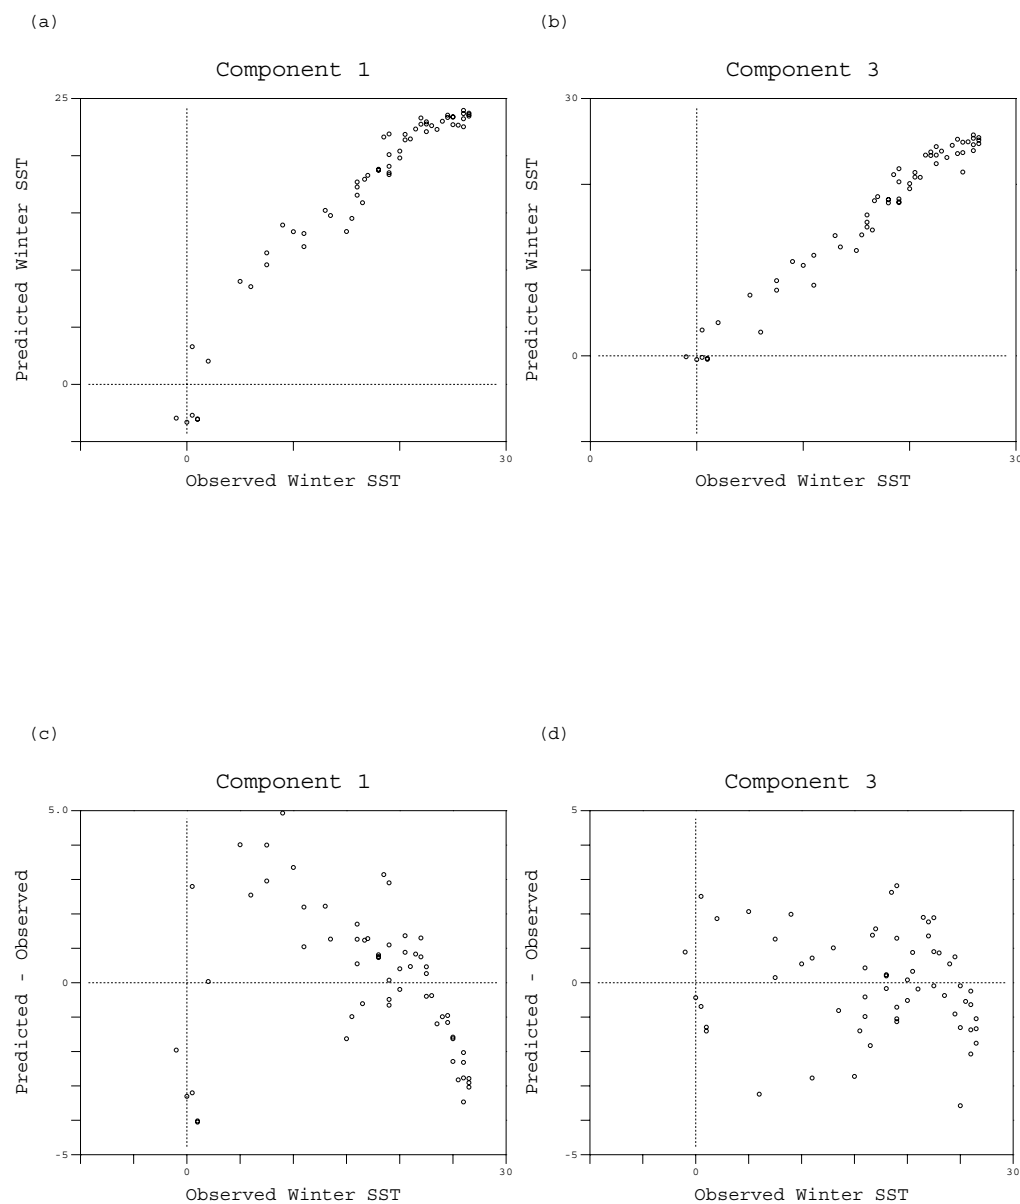 (a)
Component 1
25
Predicted Winter SST
0
0
30
Observed Winter SST
(b)
Component 3
30
Predicted Winter SST
0
0
0
30
Observed Winter SST
(c)
Component 1
5.0
Predicted - Observed
0
-5
0
30
Observed Winter SST
(d)
Component 3
5
Predicted - Observed
0
-5
0
30
Observed Winter SST